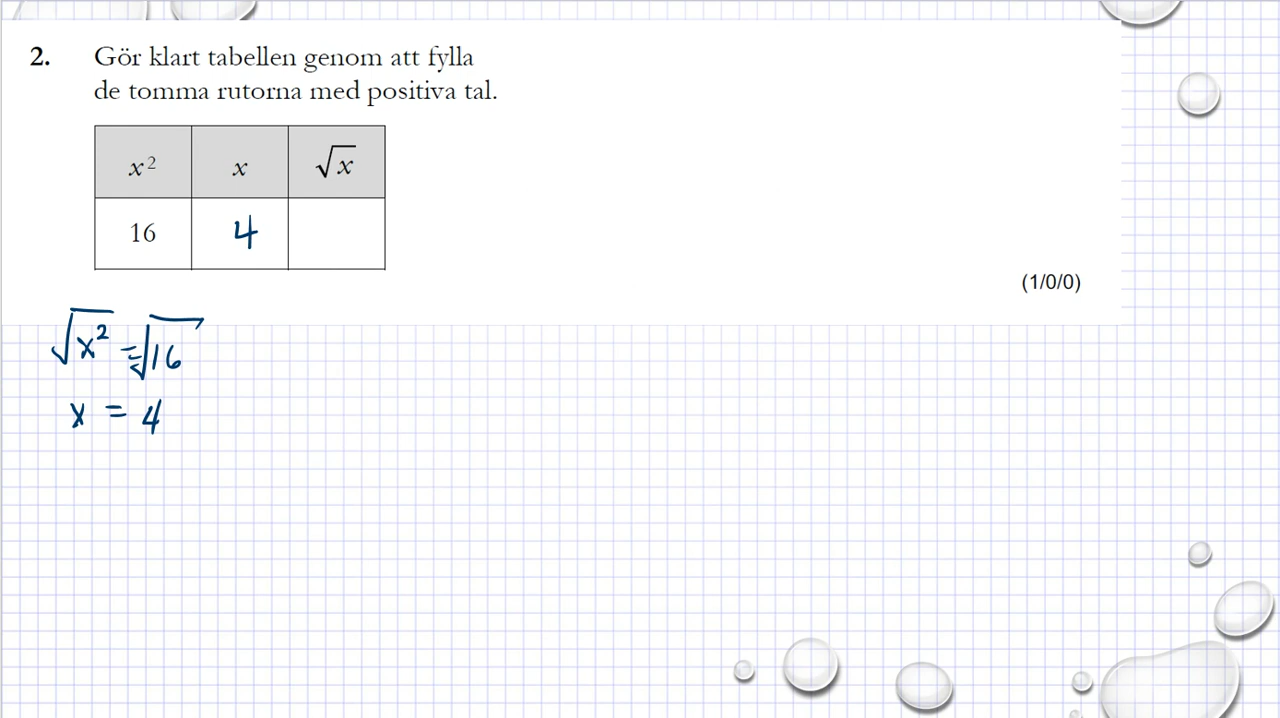 2. Gör klart tabellen genom att fylla
de tomma rutorna med positiva tal.
x² x √x
16 4
(1/0/0)
√x² = √16
x = 4